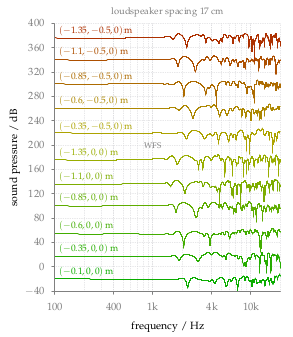 loudspeaker spacing 17 cm
400
360
320
280
240
200
160
120
80
40
0
−40
sound pressure / dB
(−1.35, −0.5, 0) m
(−1.1, −0.5, 0) m
(−0.85, −0.5, 0) m
(−0.6, −0.5, 0) m
(−0.35, −0.5, 0) m
WFS
(−1.35, 0, 0) m
(−1.1, 0, 0) m
(−0.85, 0, 0) m
(−0.6, 0, 0) m
(−0.35, 0, 0) m
(−0.1, 0, 0) m
100 400 1k 4k 10k
frequency / Hz